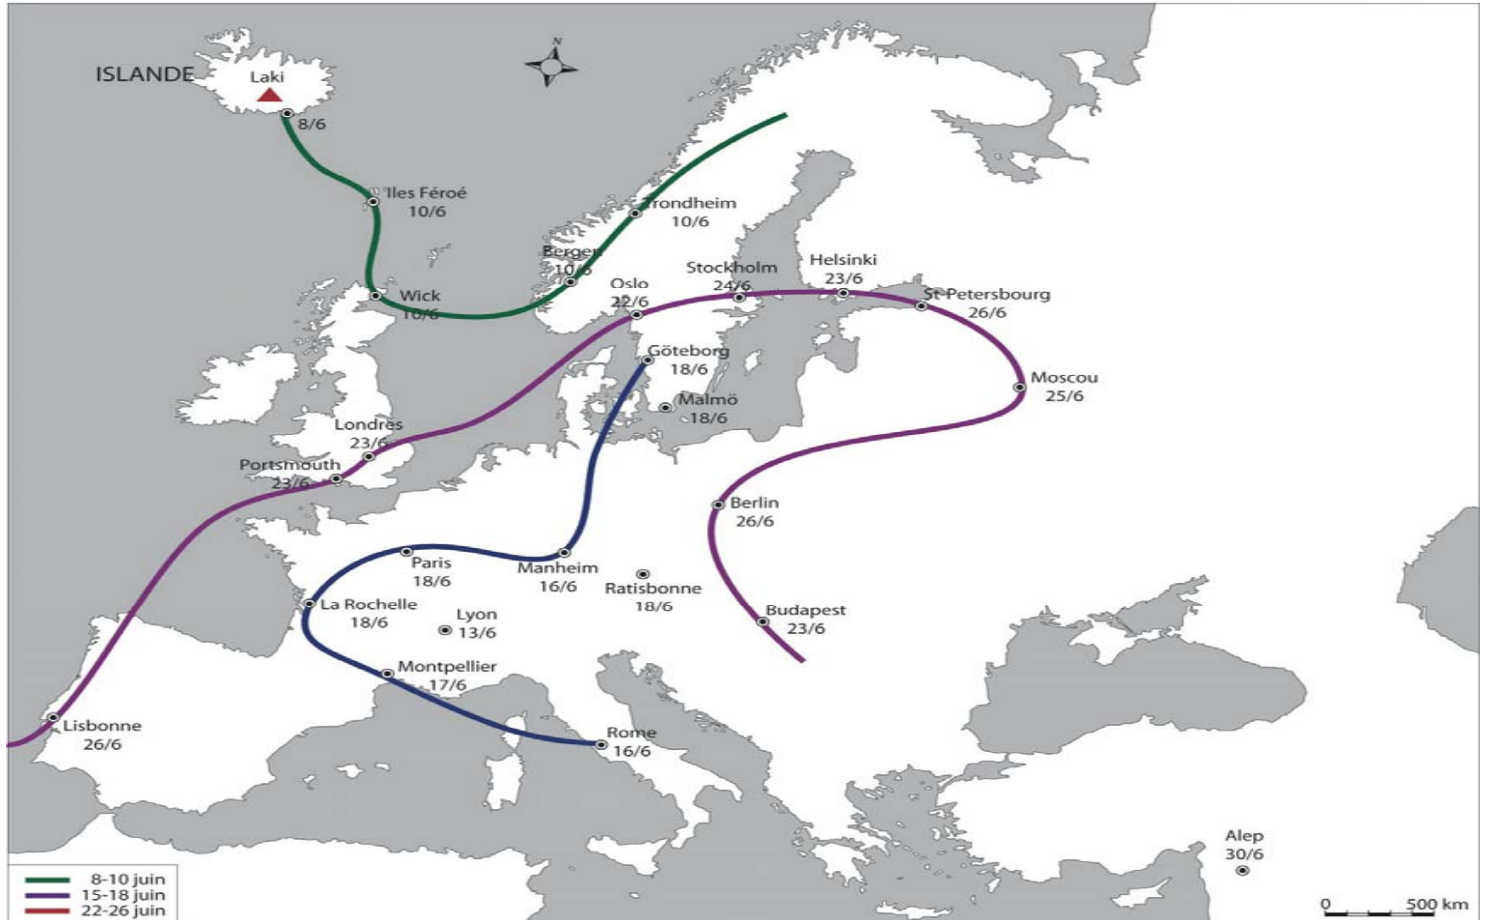 N
ISLANDE
Laki
8/6
Iles Féroé
10/6
Trondheim
10/6
Bergen
10/6
Wick
10/6
Oslo
22/6
Stockholm
24/6
Helsinki
23/6
St-Petersbourg
26/6
Göteborg
18/6
Moscou
25/6
Malmö
18/6
Londres
23/6
Portsmouth
23/6
Berlin
26/6
Paris
18/6
Manheim
16/6
Ratisbonne
18/6
La Rochelle
18/6
Lyon
13/6
Budapest
23/6
Montpellier
17/6
Lisbonne
26/6
Rome
16/6
Alep
30/6
8-10 juin
15-18 juin
22-26 juin
0 500 km